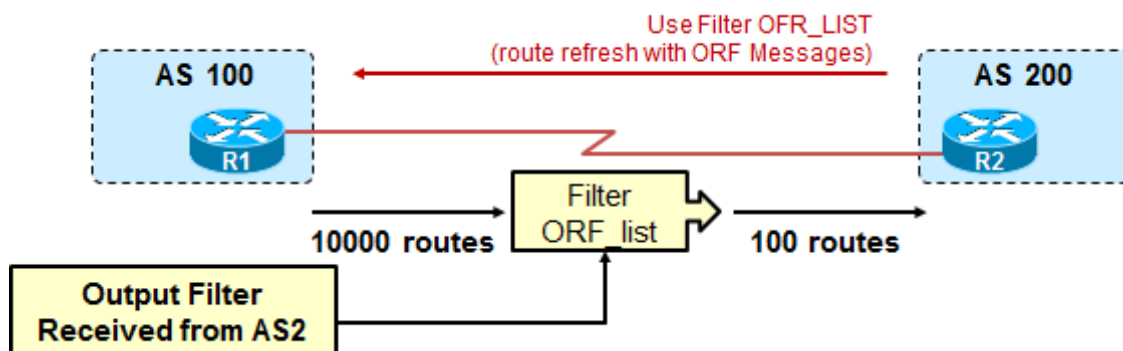 Use Filter OFR_LIST
(route refresh with ORF Messages)
AS 100
AS 200
R1
R2
Filter
ORF_list
10000 routes
100 routes
Output Filter
Received from AS2